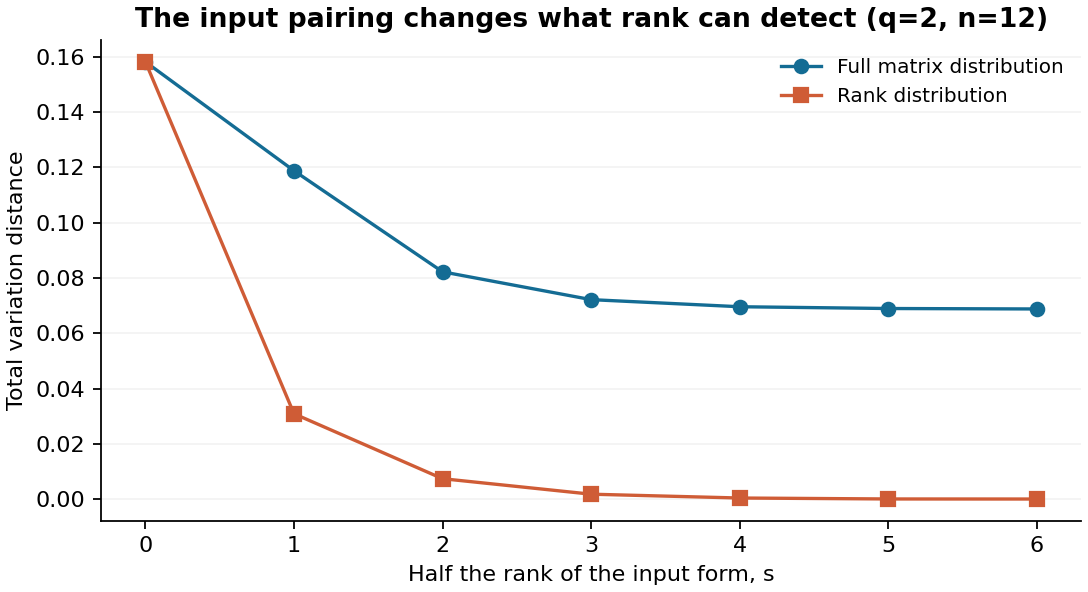 The input pairing changes what rank can detect (q=2, n=12)
Full matrix distribution
Rank distribution
Total variation distance
0.16
0.14
0.12
0.10
0.08
0.06
0.04
0.02
0.00
0 1 2 3 4 5 6
Half the rank of the input form, s